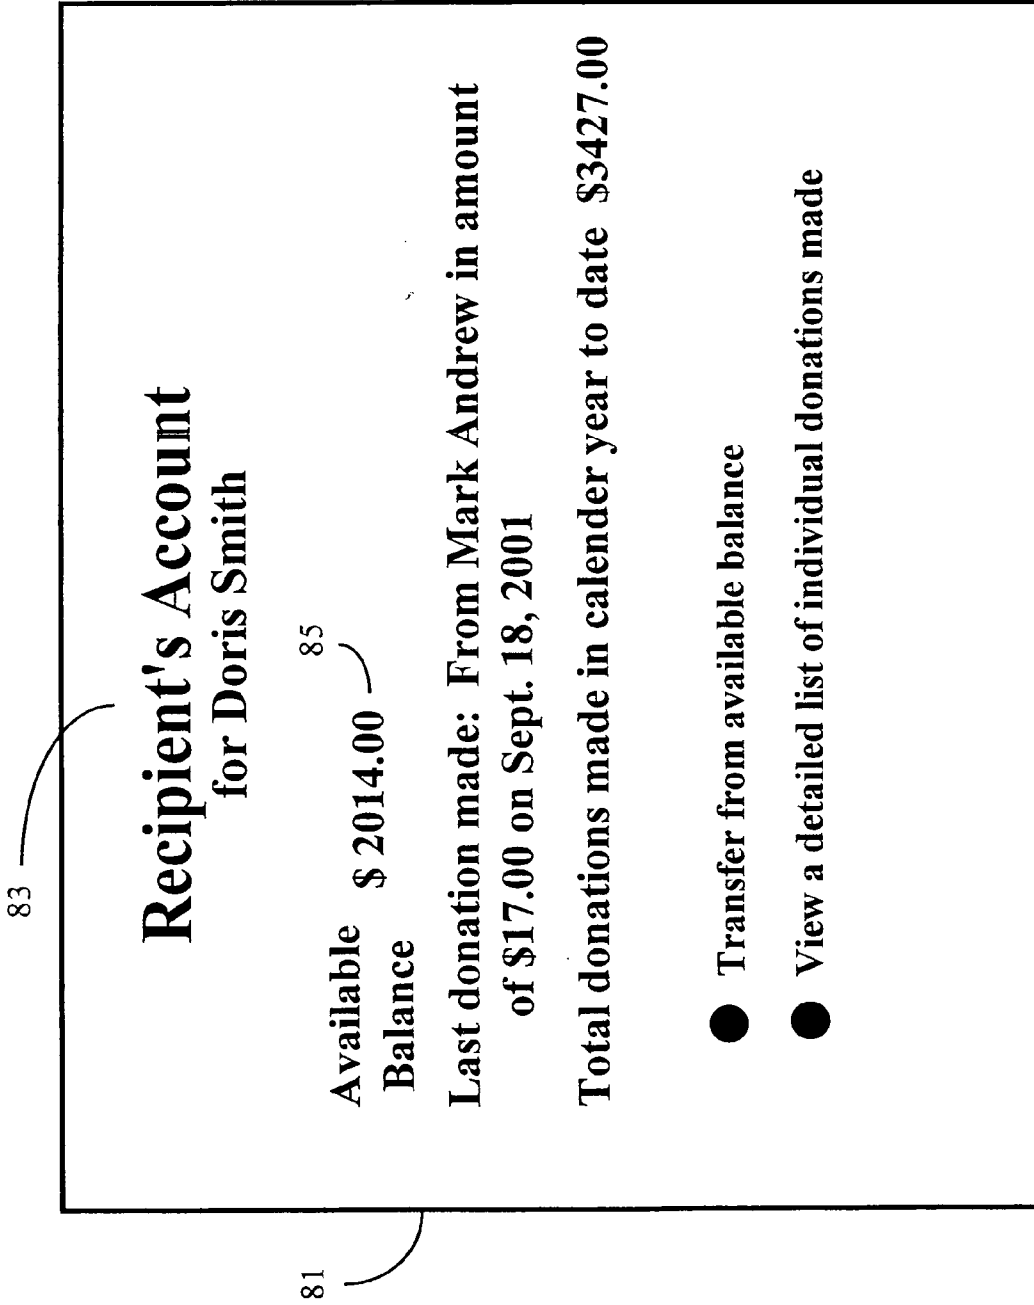 83
Recipient's Account
for Doris Smith
85
Available $ 2014.00
Balance
Last donation made: From Mark Andrew in amount
of $17.00 on Sept. 18, 2001
Total donations made in calender year to date $3427.00
Transfer from available balance
View a detailed list of individual donations made
81